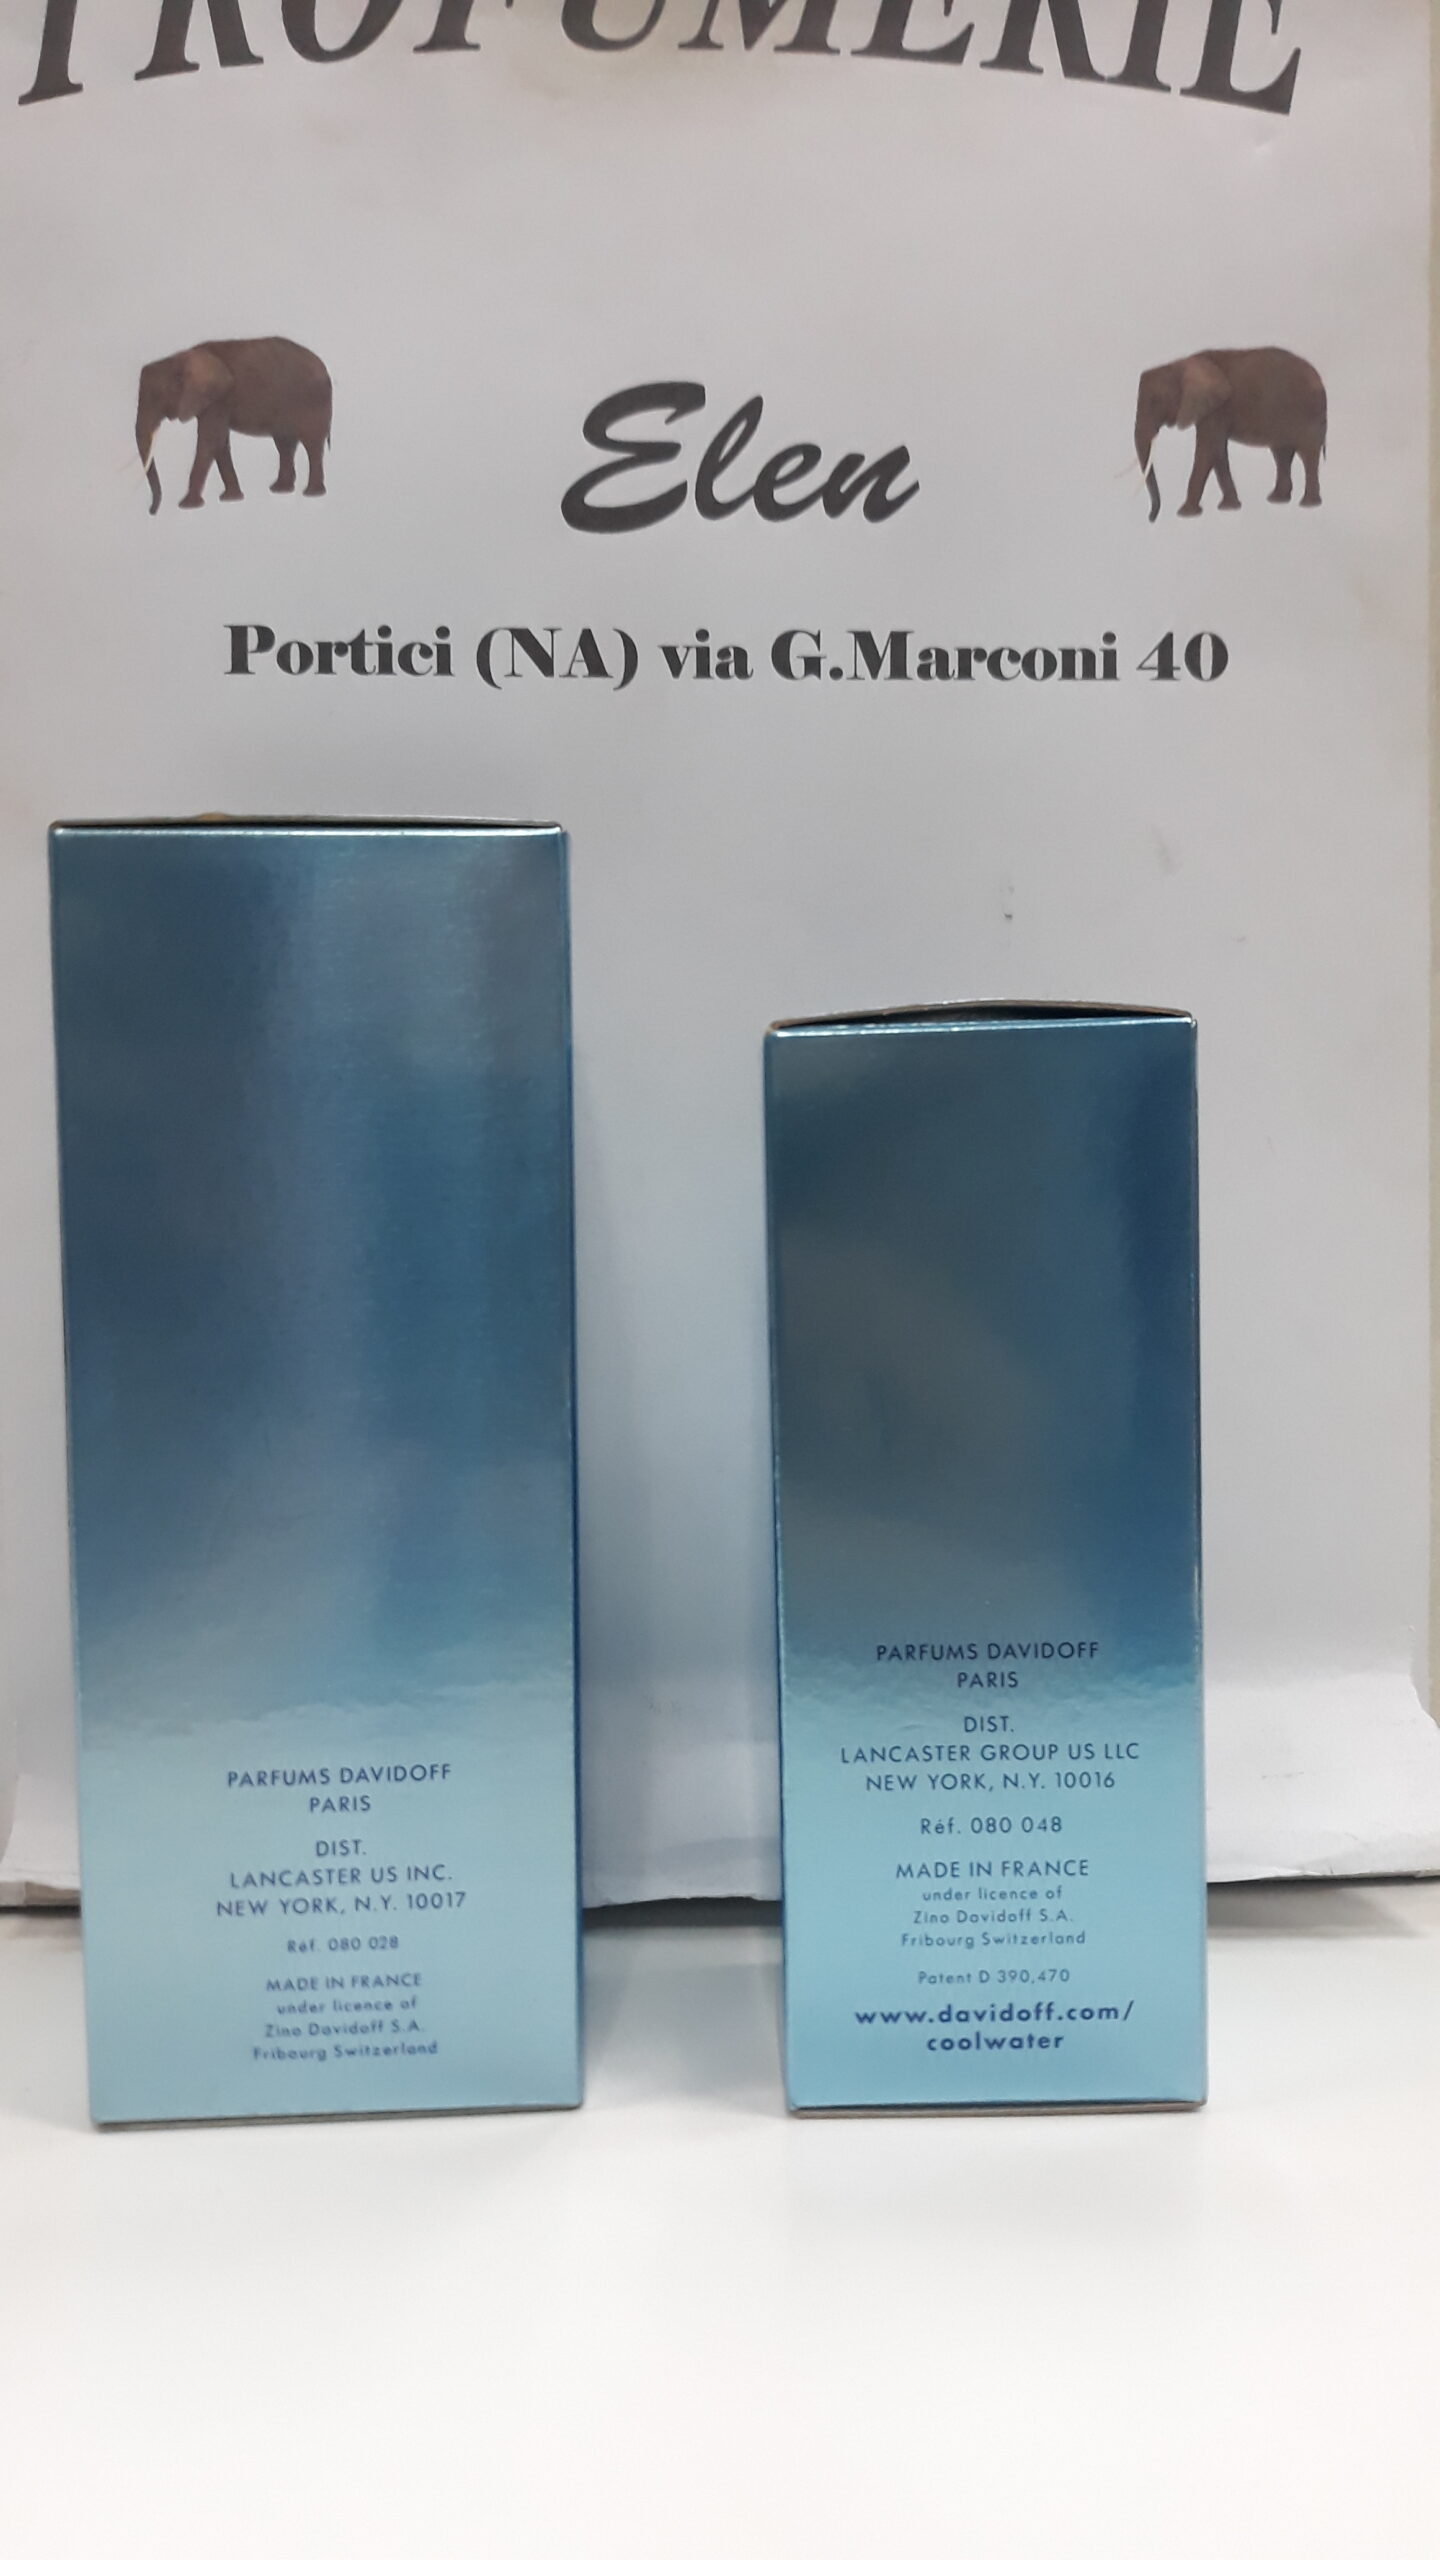 PROFUMERIE
Elen
Portici (NA) via G.Marconi 40
PARFUMS DAVIDOFF
PARIS
DIST.
LANCASTER US INC.
NEW YORK, N.Y. 10017
Réf. 080 028
MADE IN FRANCE
under licence of
Zino Davidoff S.A.
Fribourg Switzerland
PARFUMS DAVIDOFF
PARIS
DIST.
LANCASTER GROUP US LLC
NEW YORK, N.Y. 10016
Réf. 080 048
MADE IN FRANCE
under licence of
Zino Davidoff S.A.
Fribourg Switzerland
Patent D 390,470
www.davidoff.com/
coolwater